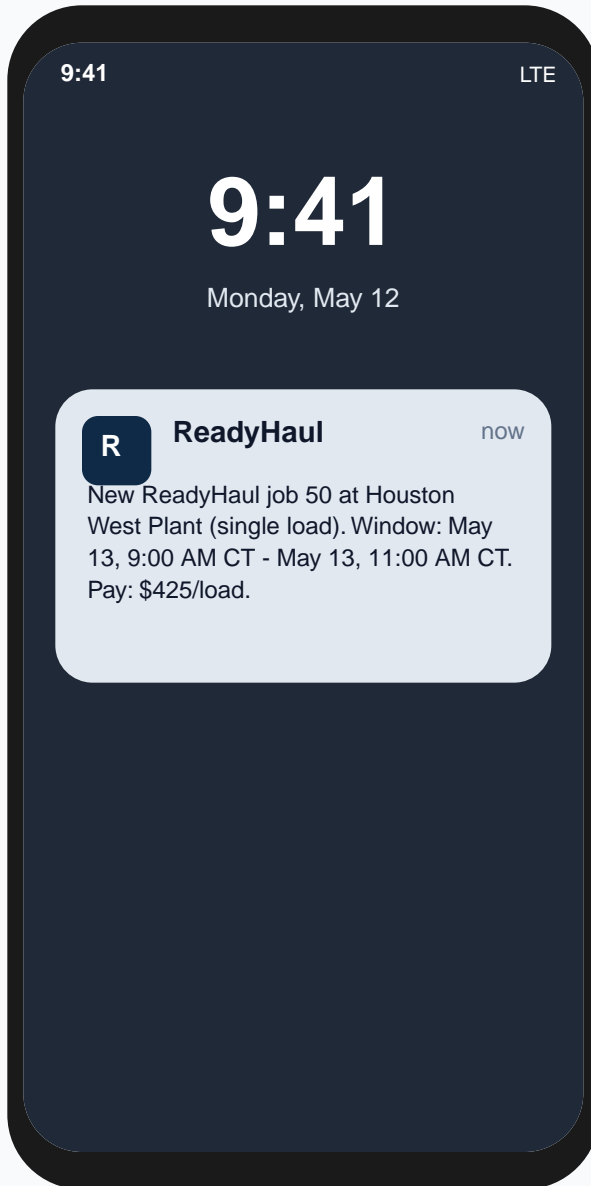 9:41
LTE
9:41
Monday, May 12
R
ReadyHaul
now
New ReadyHaul job 50 at Houston
West Plant (single load). Window: May
13, 9:00 AM CT - May 13, 11:00 AM CT.
Pay: $425/load.